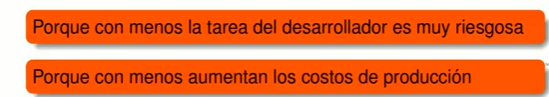 Porque con menos la tarea del desarrollador es muy riesgosa
Porque con menos aumentan los costos de producción